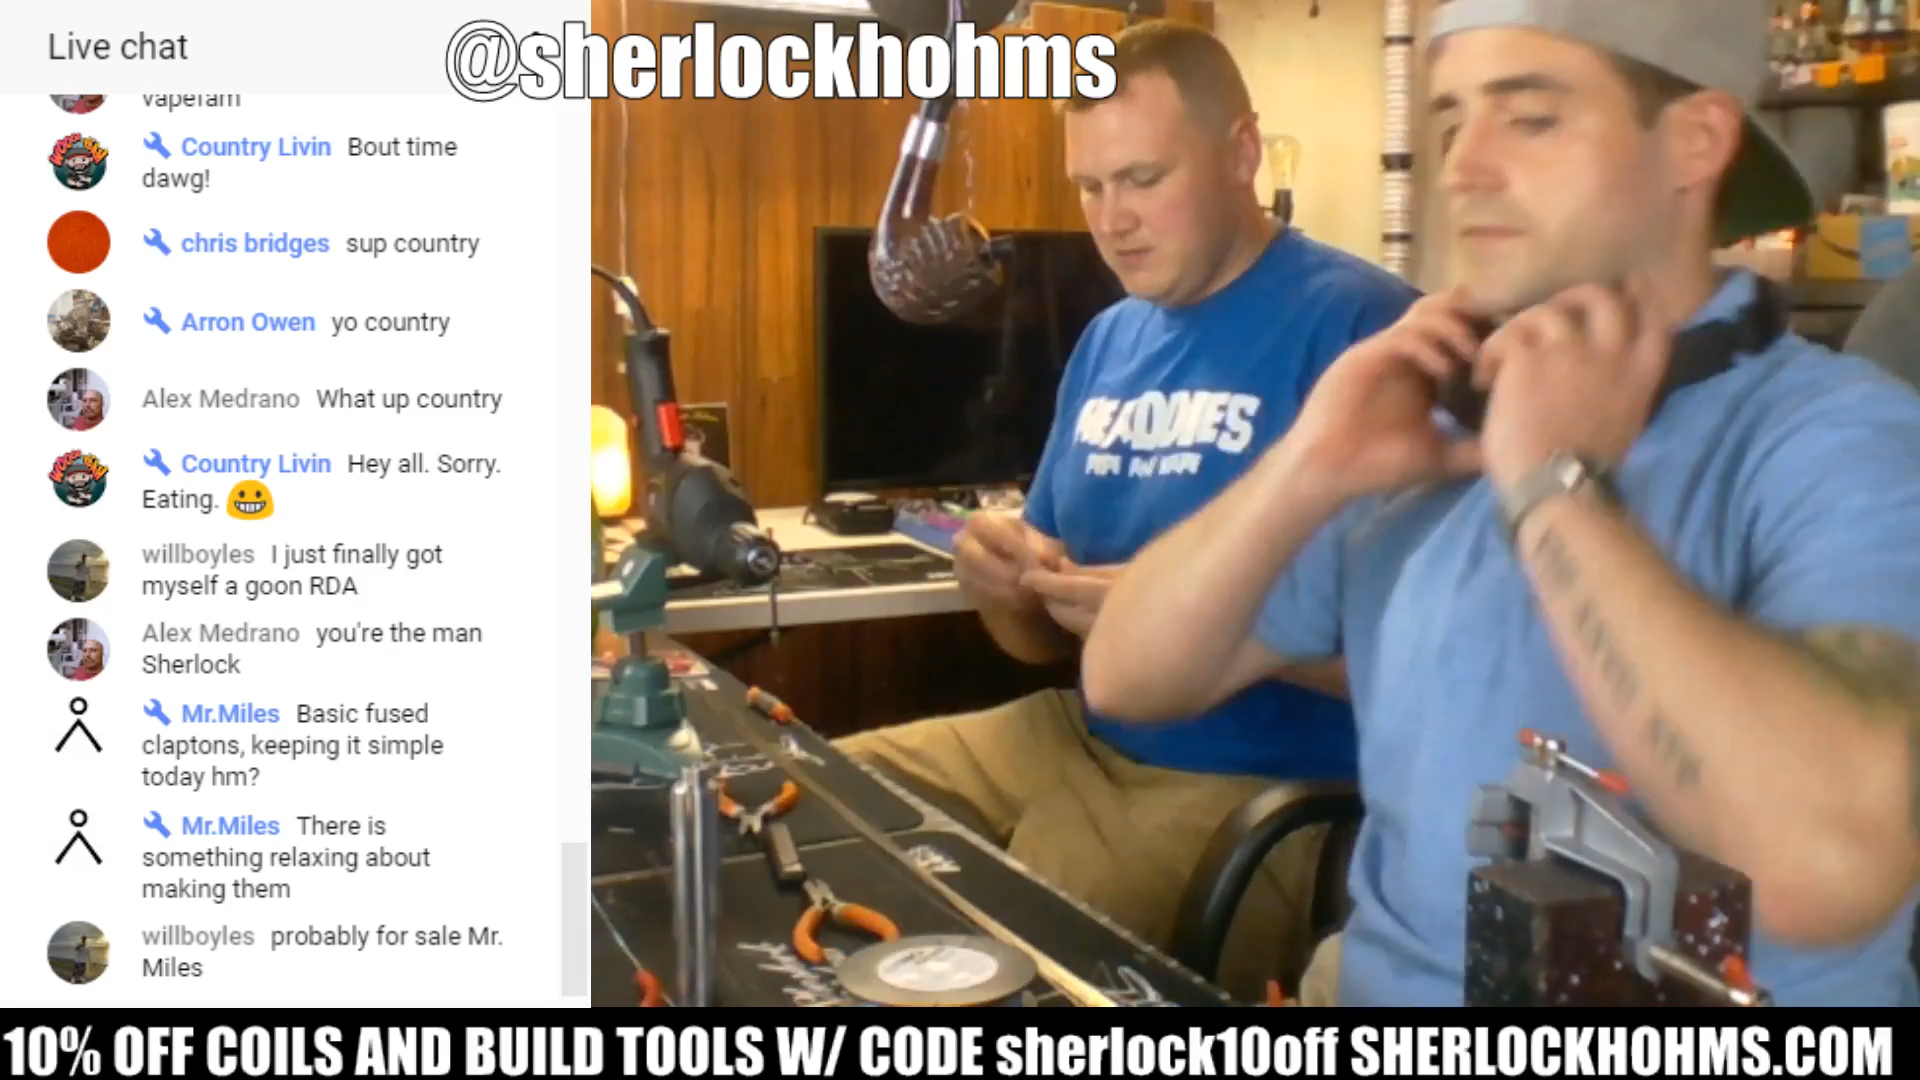 Live chat
@sherlockhohms
vapefam
Country Livin Bout time
dawg!
chris bridges sup country
Arron Owen yo country
Alex Medrano What up country
Country Livin Hey all. Sorry.
Eating.
willboyles I just finally got
myself a goon RDA
Alex Medrano you're the man
Sherlock
Mr.Miles Basic fused
claptons, keeping it simple
today hm?
Mr.Miles There is
something relaxing about
making them
willboyles probably for sale Mr.
Miles
10% OFF COILS AND BUILD TOOLS W/ CODE sherlock10off SHERLOCKHOHMS.COM